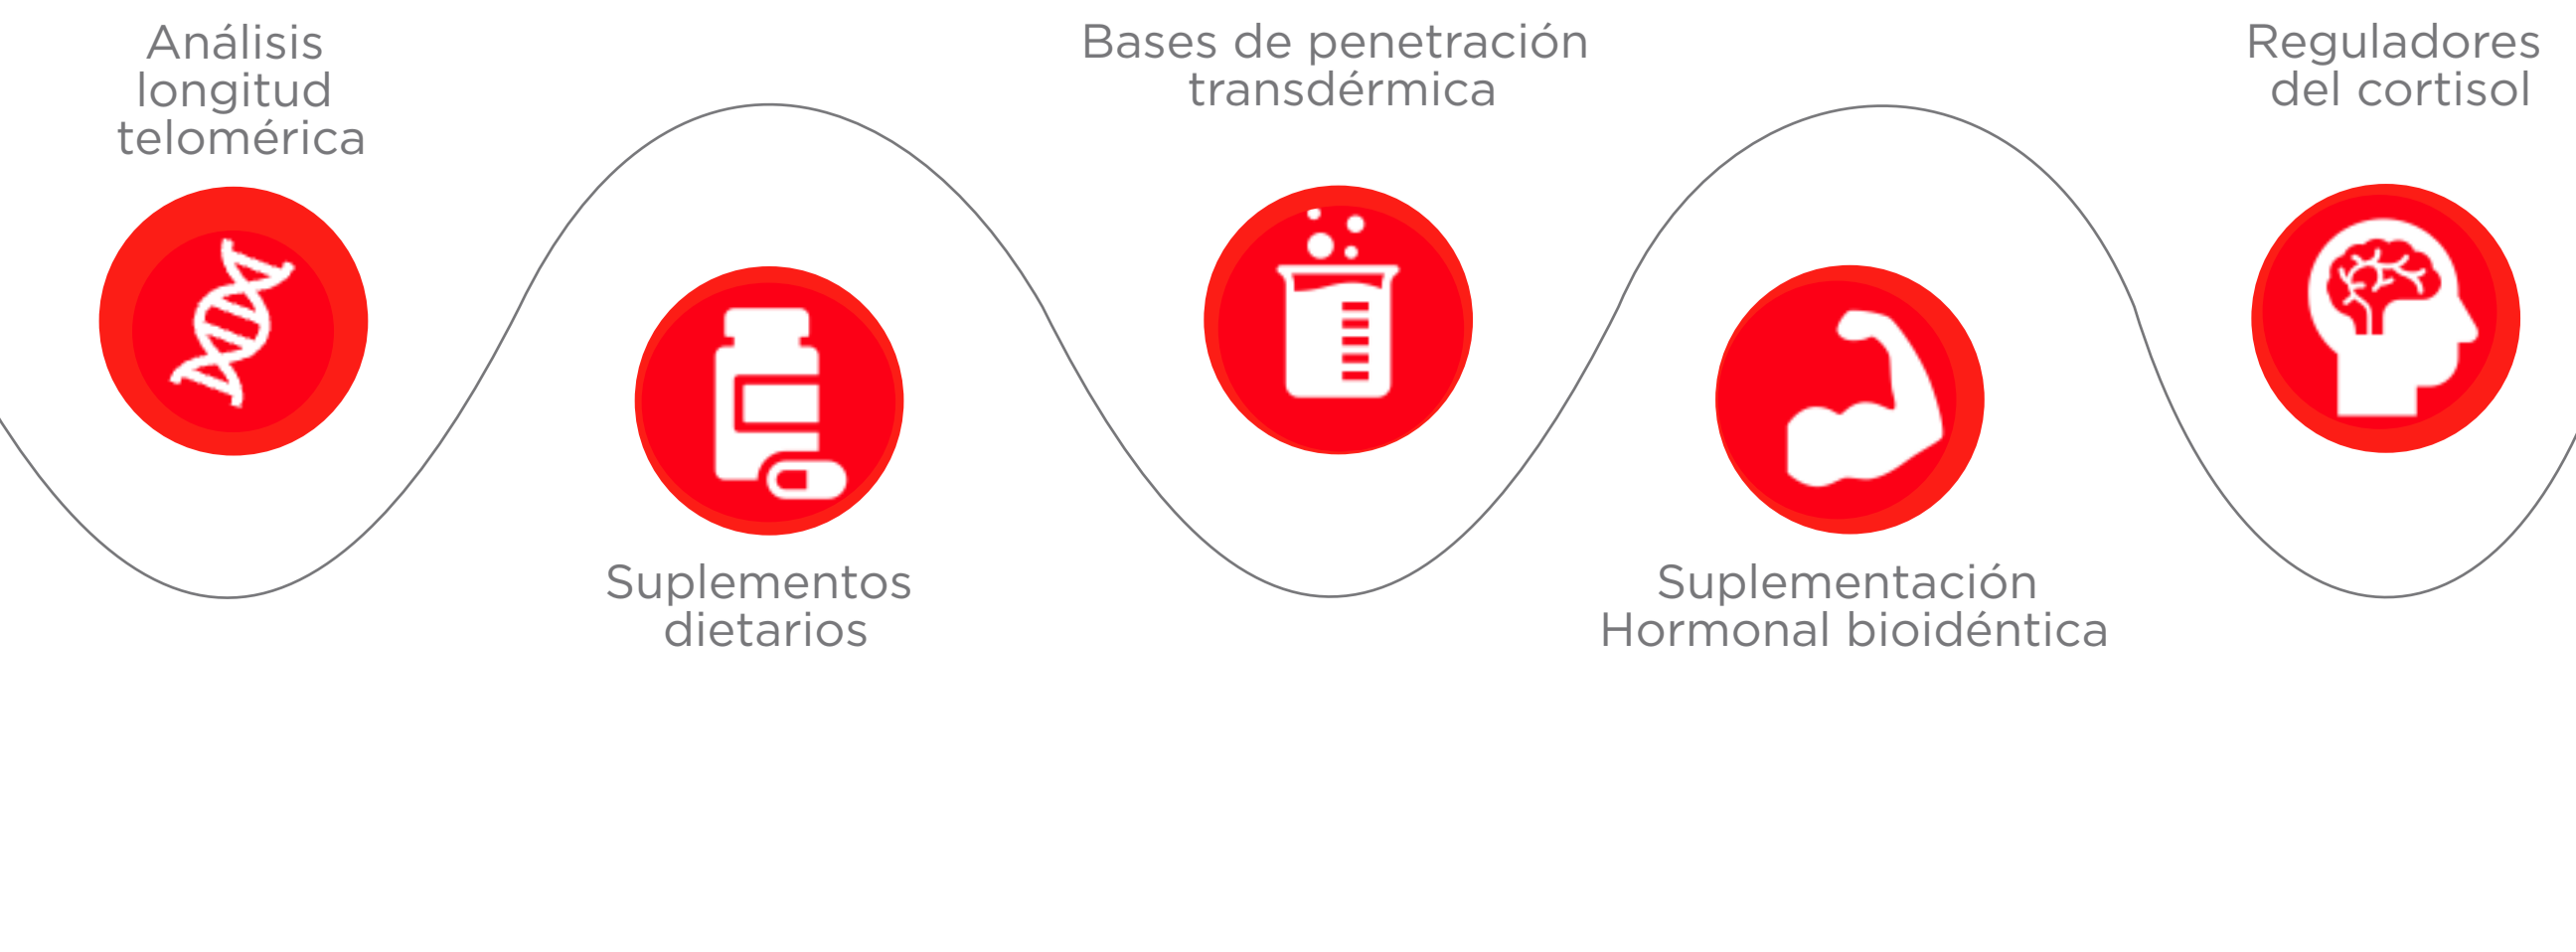 Análisis
longitud
telomérica
Suplementos
dietarios
Bases de penetración
transdérmica
Suplementación
Hormonal bioidéntica
Reguladores
del cortisol